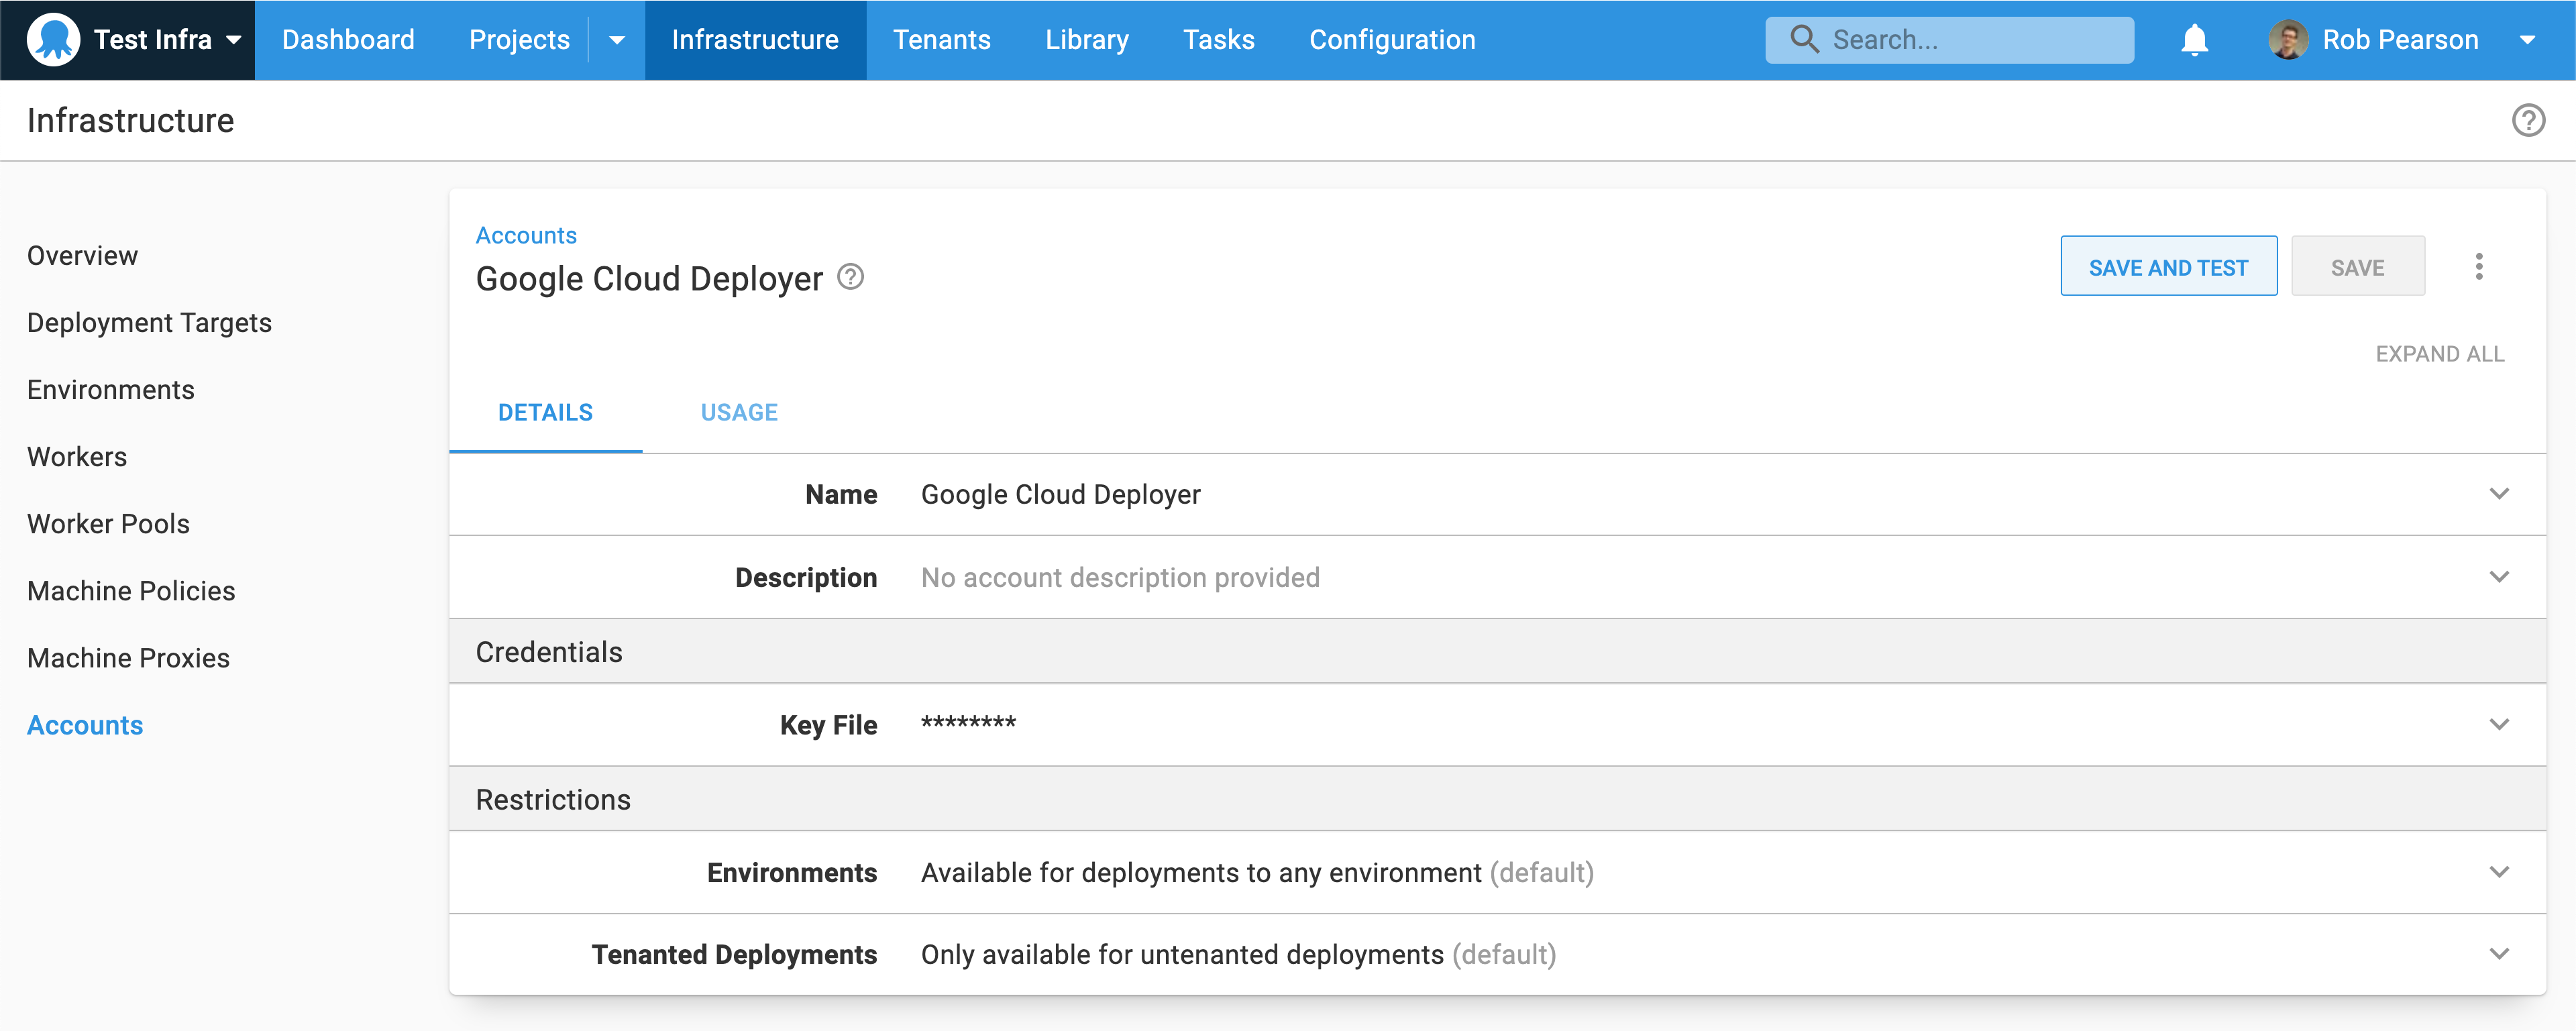 Test Infra Dashboard Projects Infrastructure Tenants Library Tasks Configuration Search... Rob Pearson
Infrastructure
Overview
Deployment Targets
Environments
Workers
Worker Pools
Machine Policies
Machine Proxies
Accounts
Accounts
Google Cloud Deployer
SAVE AND TEST SAVE
EXPAND ALL
DETAILS USAGE
Name Google Cloud Deployer
Description No account description provided
Credentials
Key File ********
Restrictions
Environments Available for deployments to any environment (default)
Tenanted Deployments Only available for untenanted deployments (default)